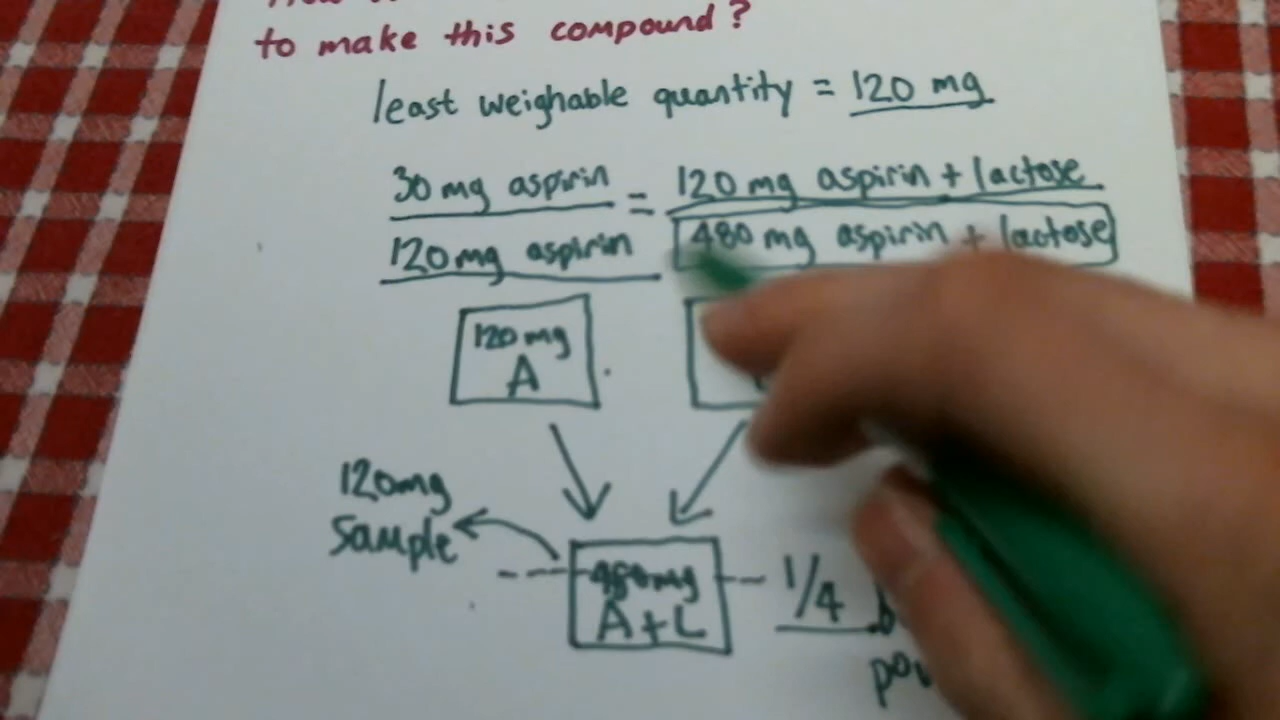 to make this compound?
least weighable quantity = 120 mg
30 mg aspirin = 120 mg aspirin + lactose
120 mg aspirin 480 mg aspirin + lactose
120 mg
A
120mg
sample
480mg
A+L
1/4